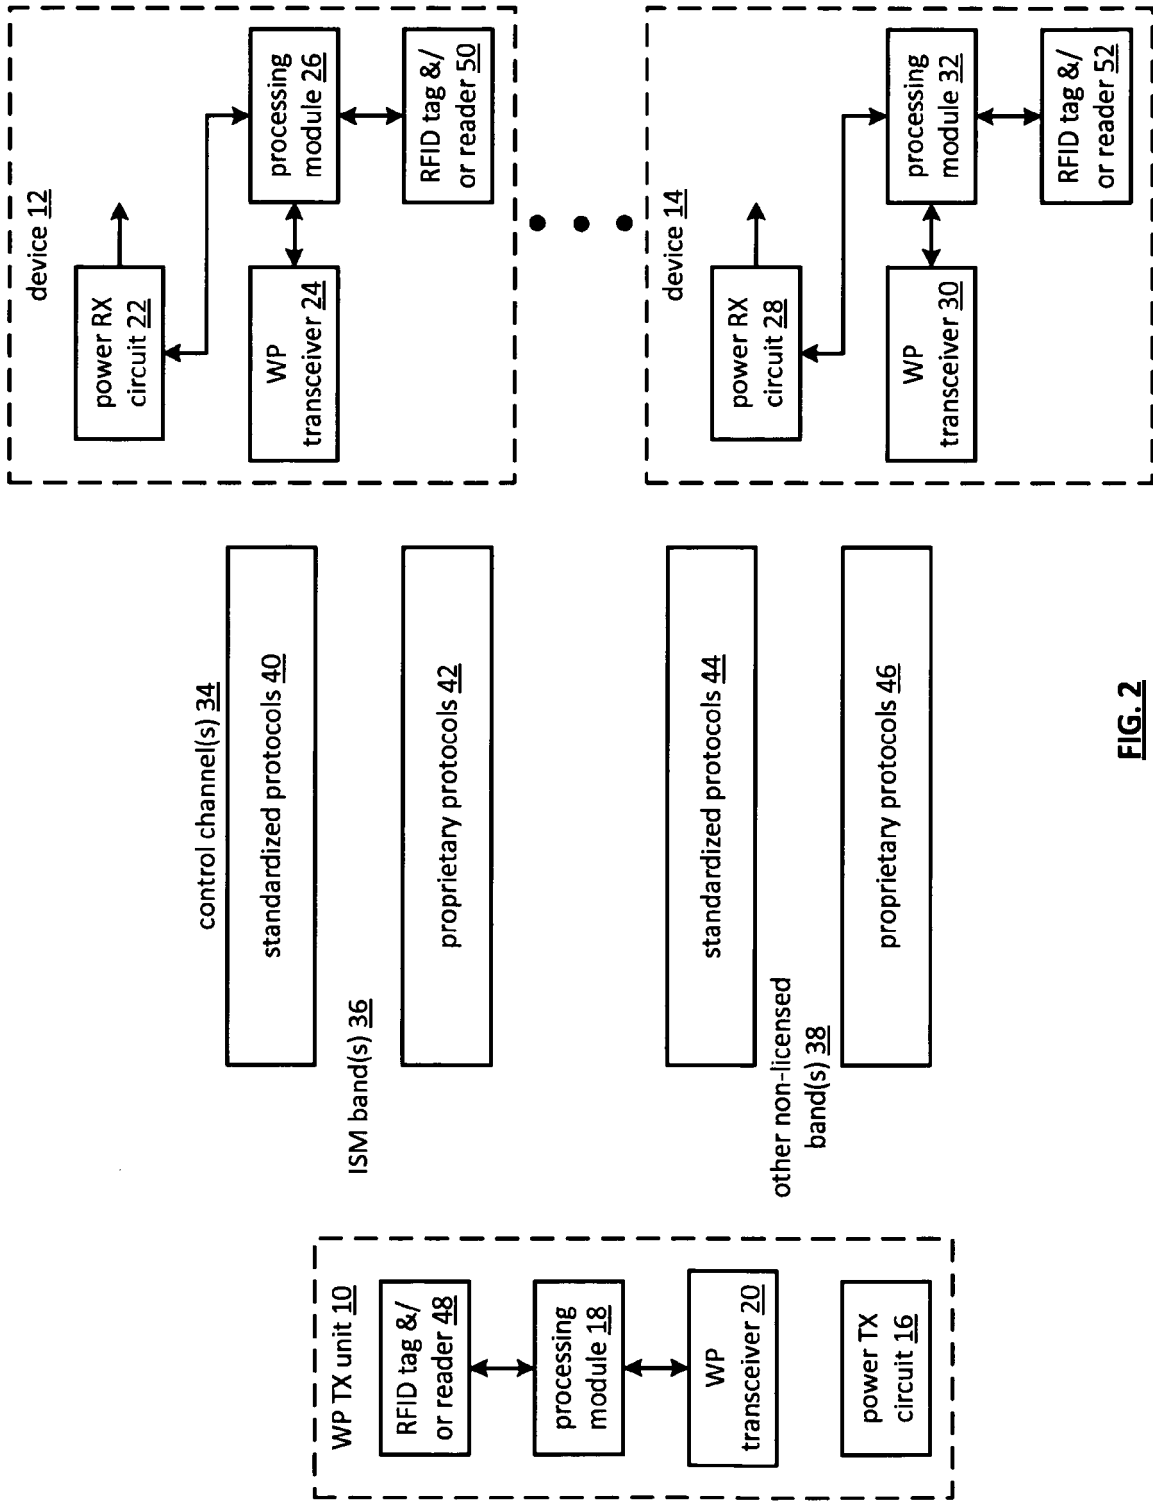 WP TX unit 10
RFID tag &/
or reader 48
processing
module 18
WP
transceiver 20
power TX
circuit 16
control channel(s) 34
standardized protocols 40
ISM band(s) 36
proprietary protocols 42
standardized protocols 44
other non-licensed
band(s) 38
proprietary protocols 46
device 12
power RX
circuit 22
WP
transceiver 24
processing
module 26
RFID tag &/
or reader 50
device 14
power RX
circuit 28
WP
transceiver 30
processing
module 32
RFID tag &/
or reader 52
FIG. 2